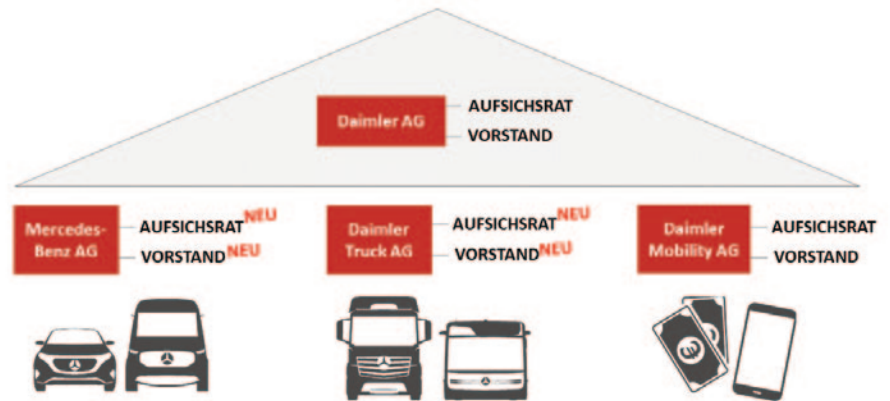 Daimler AG
AUFSICHSRAT
VORSTAND
Mercedes-
Benz AG
AUFSICHSRAT NEU
VORSTAND NEU
Daimler
Truck AG
AUFSICHSRAT NEU
VORSTAND NEU
Daimler
Mobility AG
AUFSICHSRAT
VORSTAND